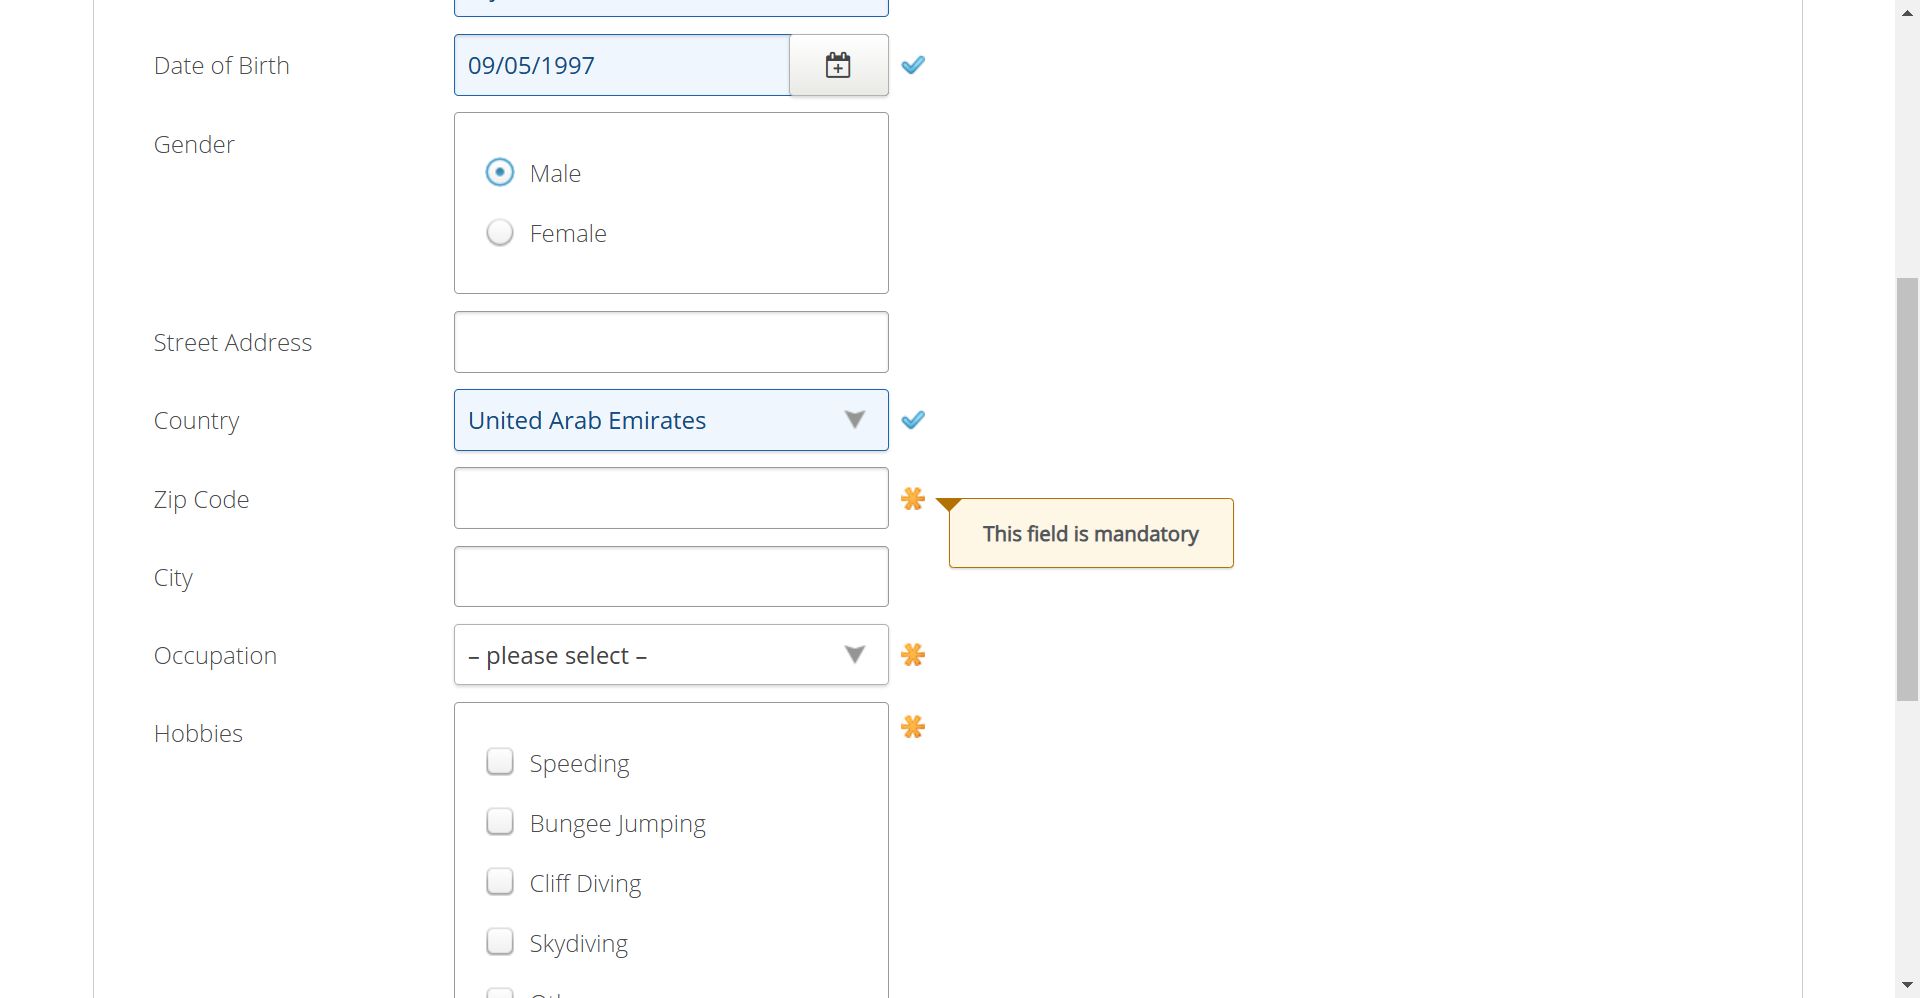 Date of Birth
09/05/1997
Gender
Male
Female
Street Address
Country
United Arab Emirates
Zip Code
This field is mandatory
City
Occupation
– please select –
Hobbies
Speeding
Bungee Jumping
Cliff Diving
Skydiving